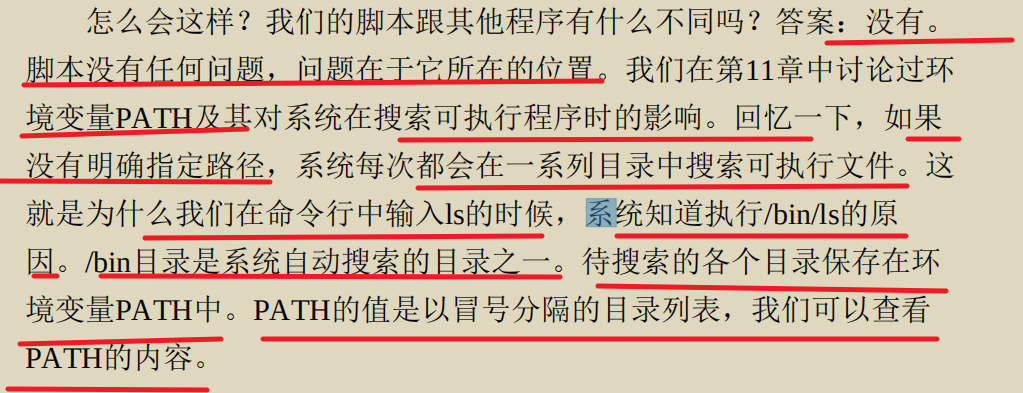 怎么会这样？我们的脚本跟其他程序有什么不同吗？答案：没有。
脚本没有任何问题，问题在于它所在的位置。我们在第11章中讨论过环
境变量PATH及其对系统在搜索可执行程序时的影响。回忆一下，如果
没有明确指定路径，系统每次都会在一系列目录中搜索可执行文件。这
就是为什么我们在命令行中输入ls的时候，系统知道执行/bin/ls的原
因。/bin目录是系统自动搜索的目录之一。待搜索的各个目录保存在环
境变量PATH中。PATH的值是以冒号分隔的目录列表，我们可以查看
PATH的内容。